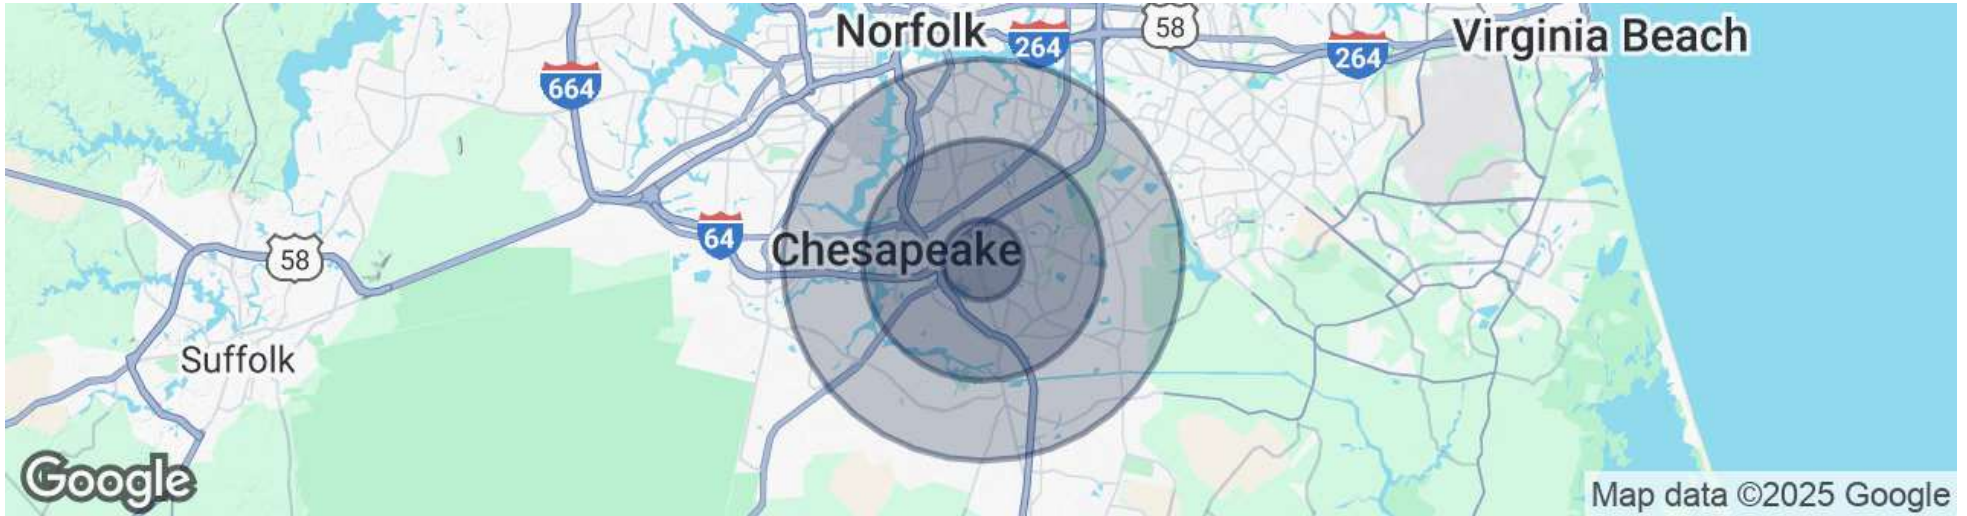 Norfolk
264
58
264
Virginia Beach
664
64
Chesapeake
58
Suffolk
Google
Map data ©2025 Google